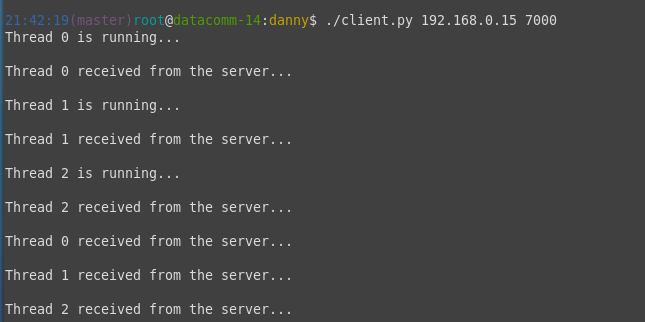 21:42:19(master)root@datacomm-14:danny$ ./client.py 192.168.0.15 7000
Thread 0 is running...
Thread 0 received from the server...
Thread 1 is running...
Thread 1 received from the server...
Thread 2 is running...
Thread 2 received from the server...
Thread 0 received from the server...
Thread 1 received from the server...
Thread 2 received from the server...